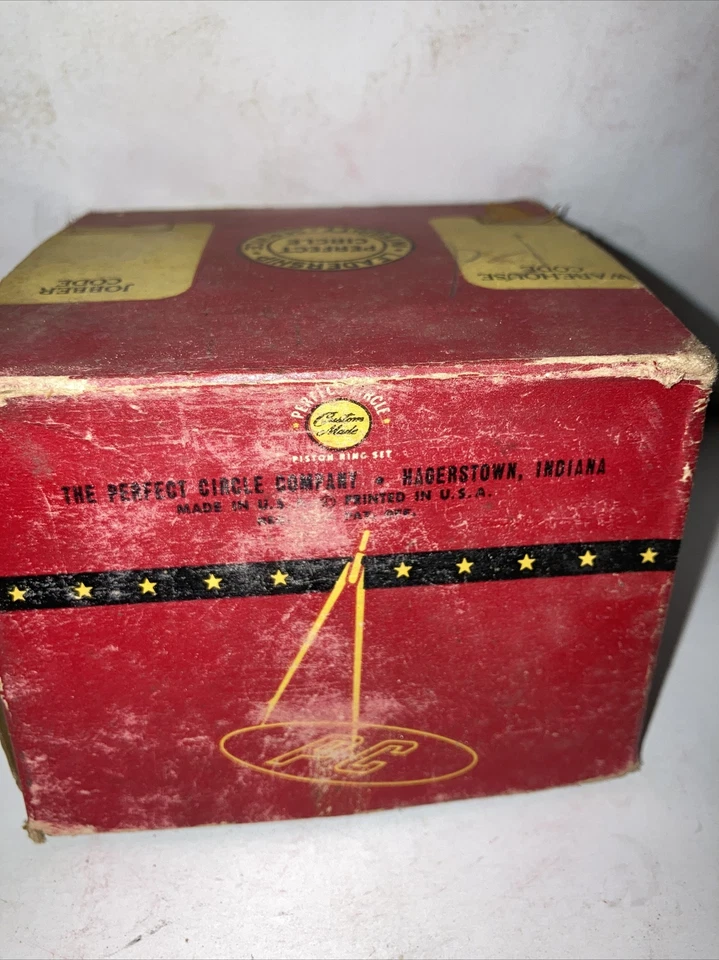 JOBBER
CODE
LEADERSHIP
PERFECT
CIRCLE
WAREHOUSE
CODE
PERFECT CIRCLE
Custom
Made
PISTON RING SET
THE PERFECT CIRCLE COMPANY • HAGERSTOWN, INDIANA
MADE IN U.S. PRINTED IN U.S.A.
PC